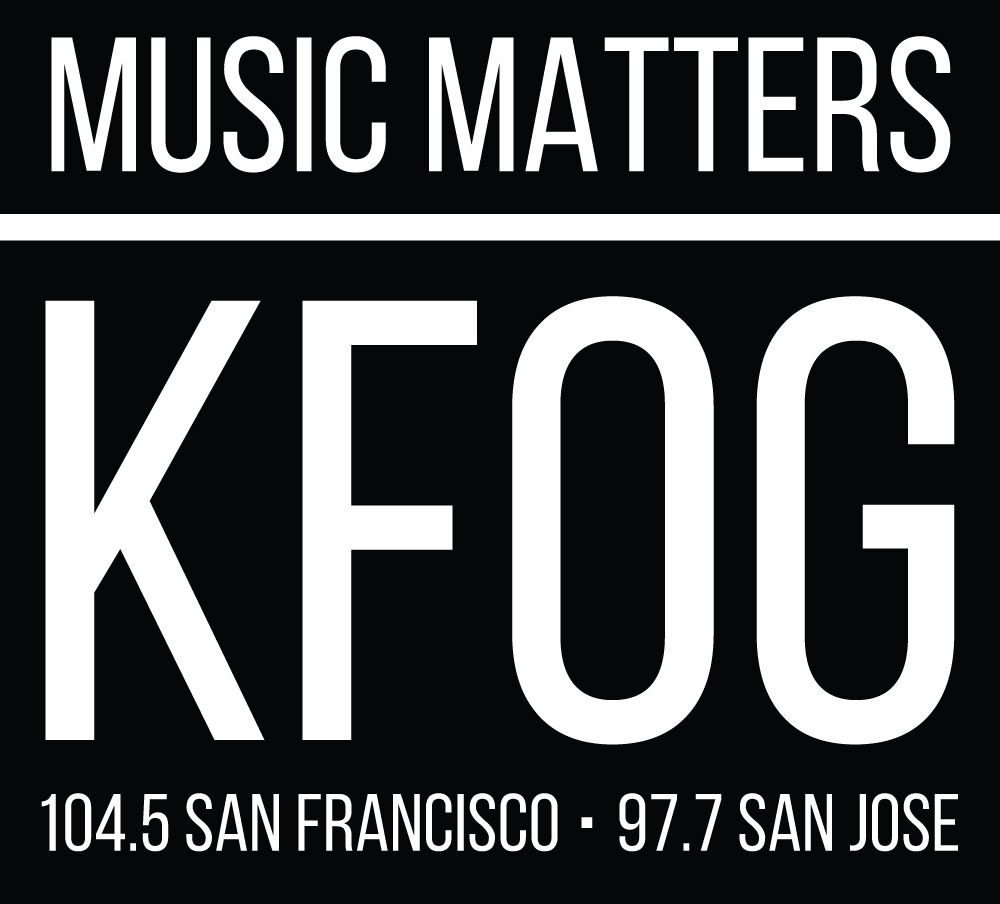 MUSIC MATTERS
KFOG
104.5 SAN FRANCISCO · 97.7 SAN JOSE